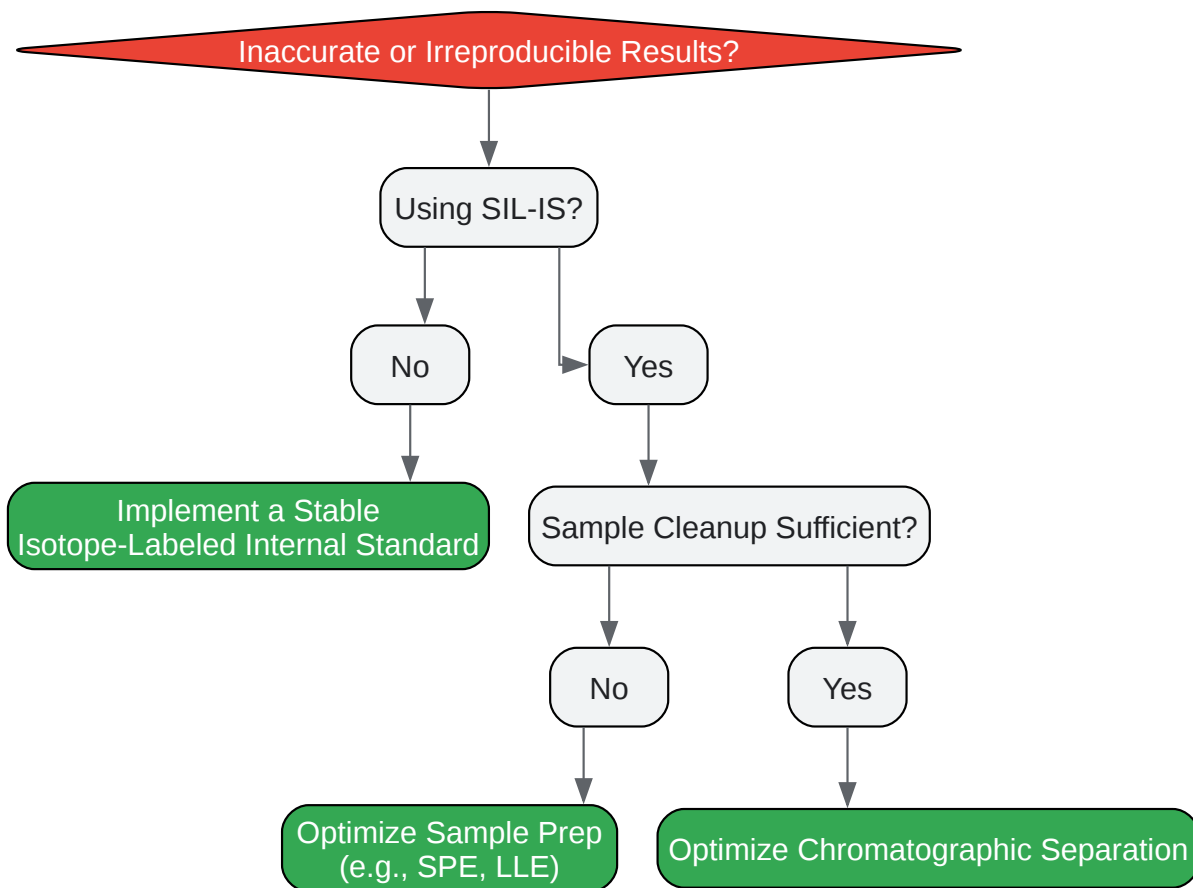 Inaccurate or Irreproducible Results?
Using SIL-IS?
No
Yes
Implement a Stable
Isotope-Labeled Internal Standard
Sample Cleanup Sufficient?
No
Yes
Optimize Sample Prep
(e.g., SPE, LLE)
Optimize Chromatographic Separation